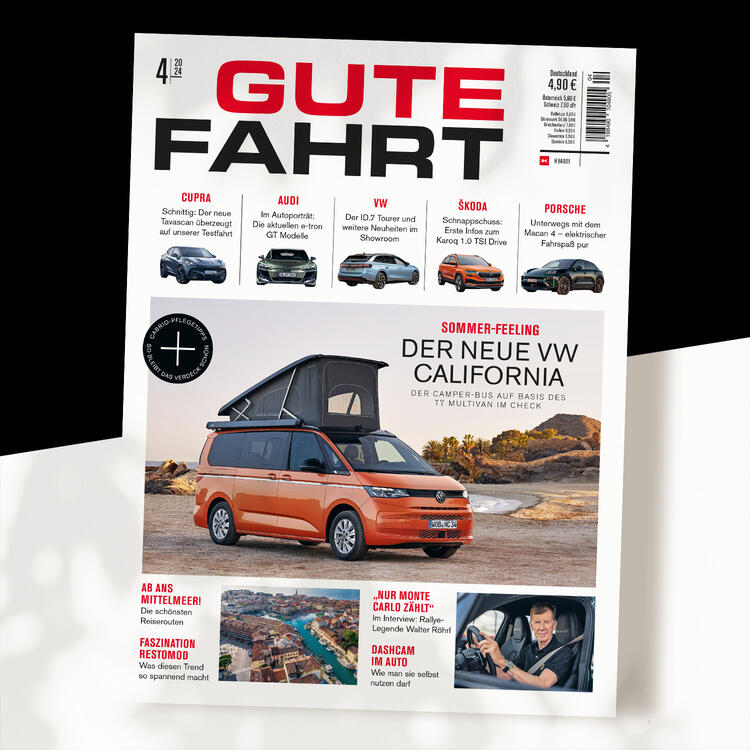 4 20
24
GUTE
FAHRT
Deutschland
4,90 €
Österreich 5,60 €
Schweiz 7,90 sFr
CUPRA
Schnittig: Der neue
Tavascan überzeugt
auf unserer Testfahrt
AUDI
Im Autoporträt:
Die aktuellen e-tron
GT Modelle
VW
Der ID.7 Tourer und
weitere Neuheiten im
Showroom
ŠKODA
Schnappschuss:
Erste Infos zum
Karoq 1.0 TSI Drive
PORSCHE
Unterwegs mit dem
Macan 4 – elektrischer
Fahrspaß pur
CABRIO-PFLEGETIPPS
SO BLEIBT DAS VERDECK SCHÖN
SOMMER-FEELING
DER NEUE VW
CALIFORNIA
DER CAMPER-BUS AUF BASIS DES
T7 MULTIVAN IM CHECK
WOB NC 34
AB ANS
MITTELMEER!
Die schönsten
Reiserouten
FASZINATION
RESTOMOD
Was diesen Trend
so spannend macht
„NUR MONTE
CARLO ZÄHLT“
Im Interview: Rallye-
Legende Walter Röhrl
DASHCAM
IM AUTO
Wie man sie selbst
nutzen darf